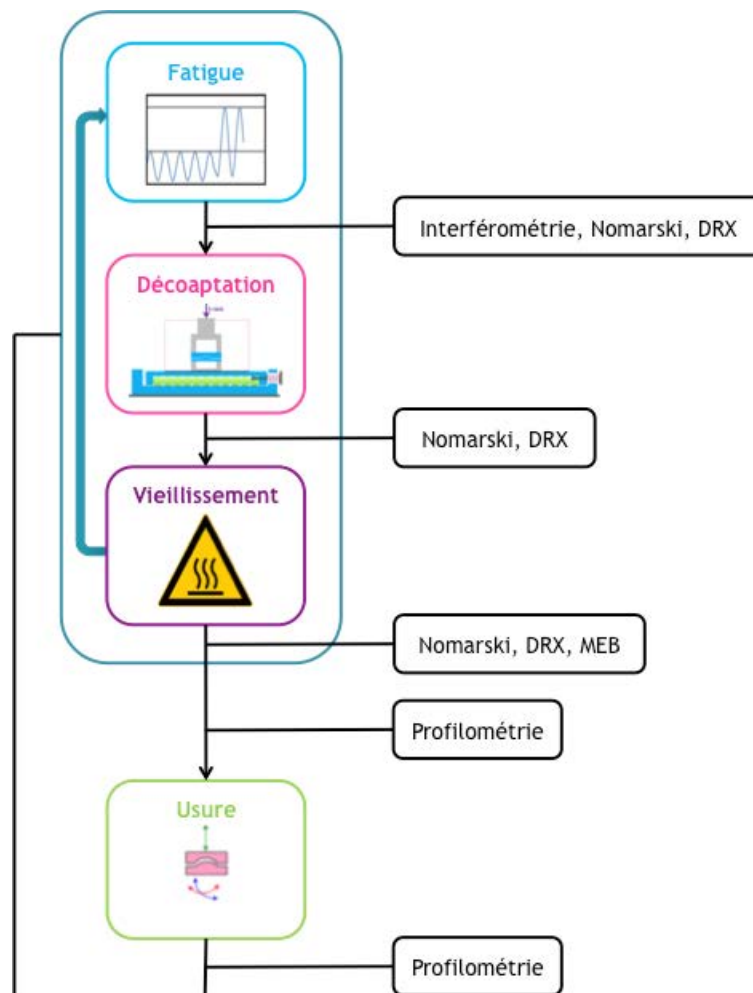 Fatigue
Interférométrie, Nomarski, DRX
Décoaptation
Nomarski, DRX
Vieillissement
Nomarski, DRX, MEB
Profilométrie
Usure
Profilométrie